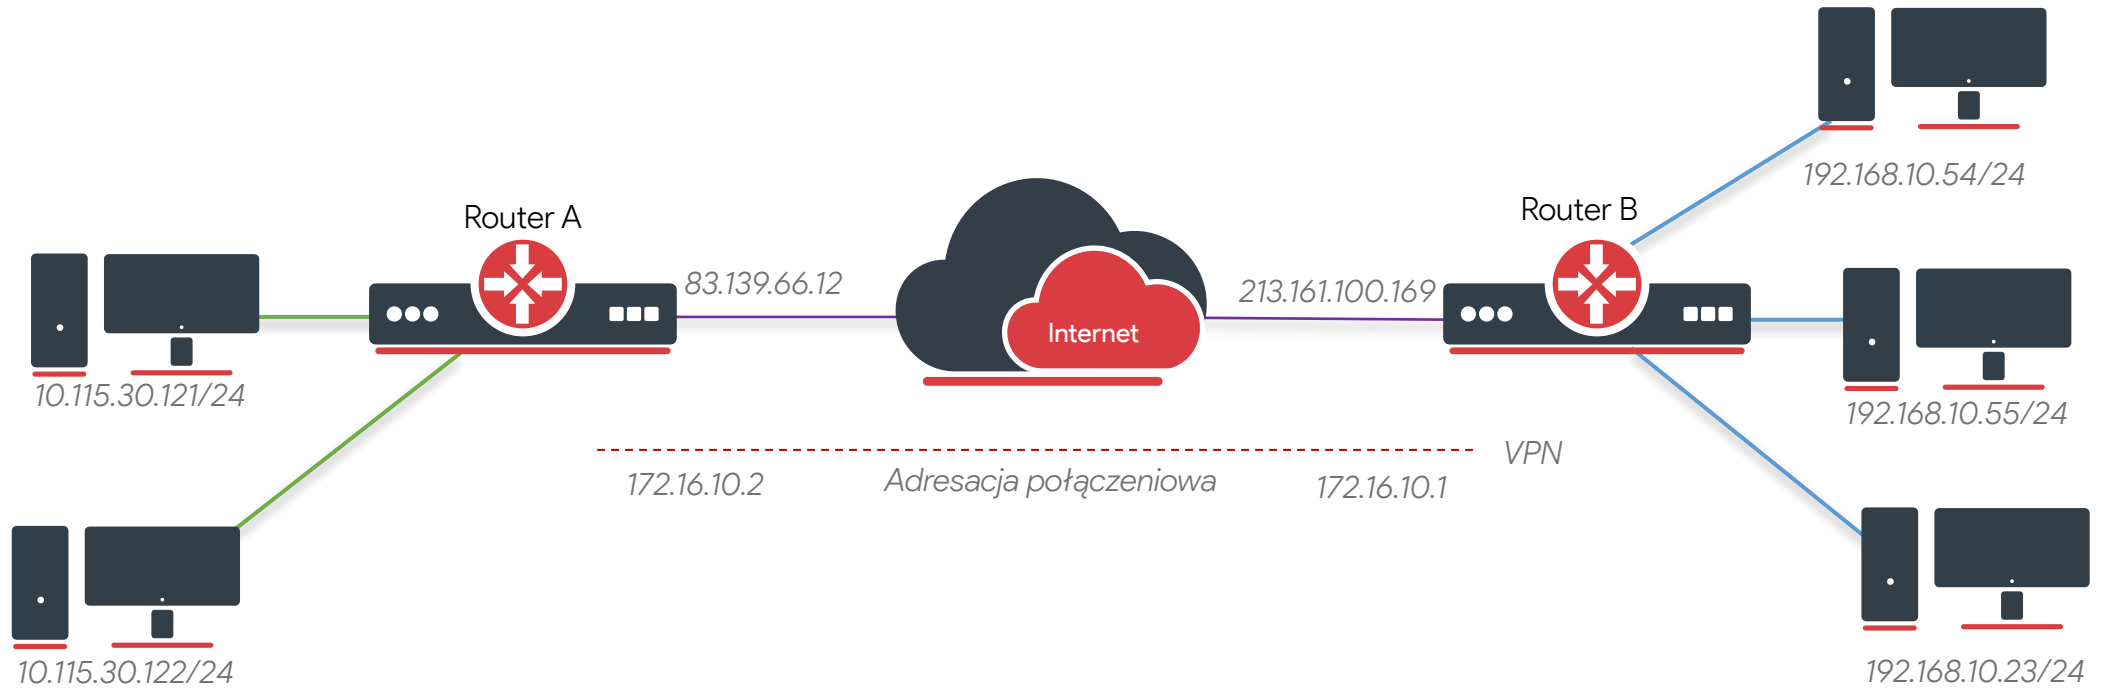 192.168.10.54/24
Router A
Router B
83.139.66.12
213.161.100.169
Internet
10.115.30.121/24
192.168.10.55/24
VPN
172.16.10.2
Adresacja połączeniowa
172.16.10.1
10.115.30.122/24
192.168.10.23/24